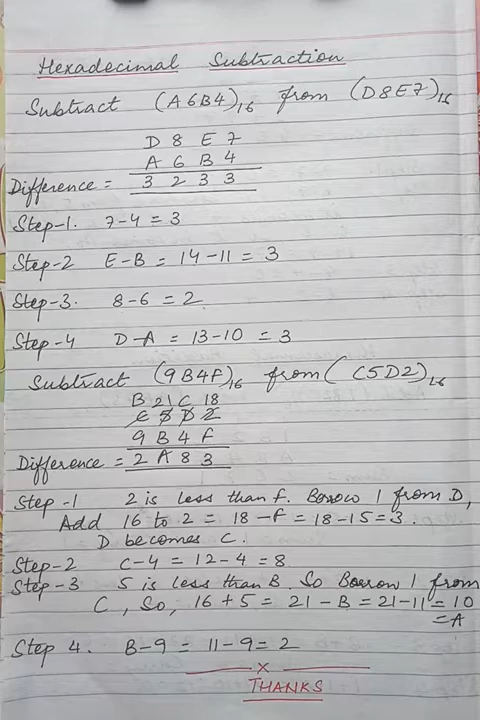 Hexadecimal Subtraction
Subtract (A6B4)16 from (D8E7)16
D 8 E 7
A 6 B 4
Difference = 3 2 3 3
Step-1. 7-4 = 3
Step-2 E-B = 14-11 = 3
Step-3. 8-6 = 2
Step-4 D-A = 13-10 = 3
Subtract (9B4F)16 from (C5D2)16
B 21 C 18
C 5 D 2
9 B 4 F
Difference = 2 A 8 3
Step-1 2 is less than f. Borrow 1 from D,
Add 16 to 2 = 18-F = 18-15=3.
D becomes C.
Step-2 C-4 = 12-4 = 8
Step-3 5 is less than B. So Borrow 1 from
C, So, 16+5 = 21-B = 21-11 = 10
=A
Step 4. B-9 = 11-9= 2
x
THANKS